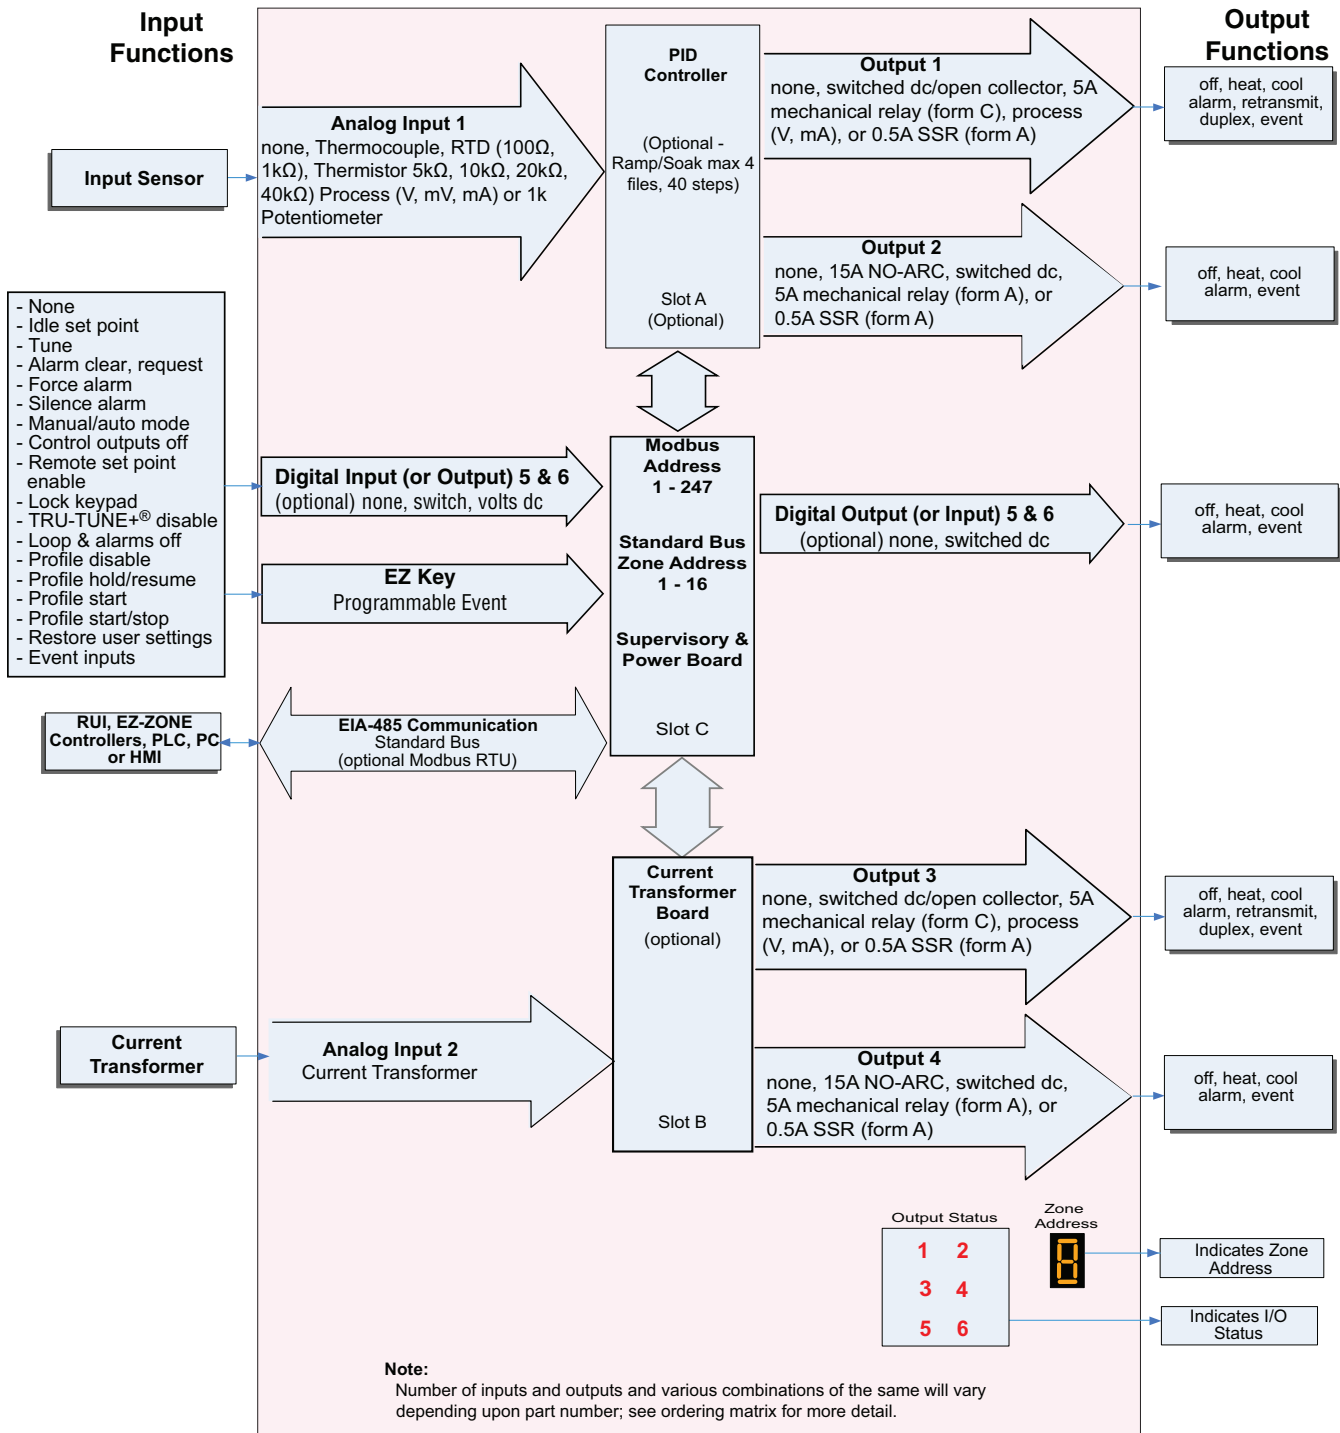 Input
Functions
Output
Functions
PID
Controller
(Optional -
Ramp/Soak max 4
files, 40 steps)
Slot A
(Optional)
Input Sensor
Analog Input 1
none, Thermocouple, RTD (100Ω,
1kΩ), Thermistor 5kΩ, 10kΩ, 20kΩ,
40kΩ) Process (V, mV, mA) or 1k
Potentiometer
Output 1
none, switched dc/open collector, 5A
mechanical relay (form C), process
(V, mA), or 0.5A SSR (form A)
off, heat, cool
alarm, retransmit,
duplex, event
Output 2
none, 15A NO-ARC, switched dc,
5A mechanical relay (form A), or
0.5A SSR (form A)
off, heat, cool
alarm, event
- None
- Idle set point
- Tune
- Alarm clear, request
- Force alarm
- Silence alarm
- Manual/auto mode
- Control outputs off
- Remote set point
enable
- Lock keypad
- TRU-TUNE+® disable
- Loop & alarms off
- Profile disable
- Profile hold/resume
- Profile start
- Profile start/stop
- Restore user settings
- Event inputs
Digital Input (or Output) 5 & 6
(optional) none, switch, volts dc
EZ Key
Programmable Event
Modbus
Address
1 - 247
Standard Bus
Zone Address
1 - 16
Supervisory &
Power Board
Slot C
Digital Output (or Input) 5 & 6
(optional) none, switched dc
off, heat, cool
alarm, event
RUI, EZ-ZONE
Controllers, PLC, PC
or HMI
EIA-485 Communication
Standard Bus
(optional Modbus RTU)
Current
Transformer
Board
(optional)
Slot B
Output 3
none, switched dc/open collector, 5A
mechanical relay (form C), process
(V, mA), or 0.5A SSR (form A)
off, heat, cool
alarm, retransmit,
duplex, event
Current
Transformer
Analog Input 2
Current Transformer
Output 4
none, 15A NO-ARC, switched dc,
5A mechanical relay (form A), or
0.5A SSR (form A)
off, heat, cool
alarm, event
Output Status
1 2
3 4
5 6
Zone
Address
8
Indicates Zone
Address
Indicates I/O
Status
Note:
Number of inputs and outputs and various combinations of the same will vary
depending upon part number; see ordering matrix for more detail.